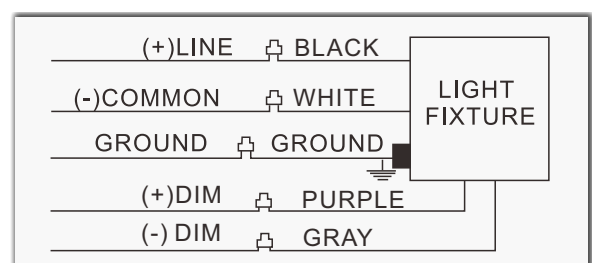 (+)LINE BLACK
(-)COMMON WHITE
GROUND GROUND
(+)DIM PURPLE
(-) DIM GRAY
LIGHT
FIXTURE